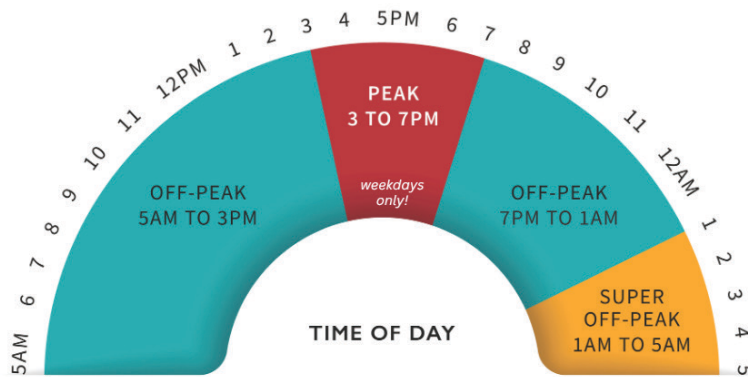 5AM
6
7
8
9
10
11
12PM
1
2
3
4
5PM
6
7
8
9
10
11
12AM
1
2
3
4
5
OFF-PEAK
5AM TO 3PM
PEAK
3 TO 7PM
weekdays
only!
OFF-PEAK
7PM TO 1AM
SUPER
OFF-PEAK
1AM TO 5AM
TIME OF DAY